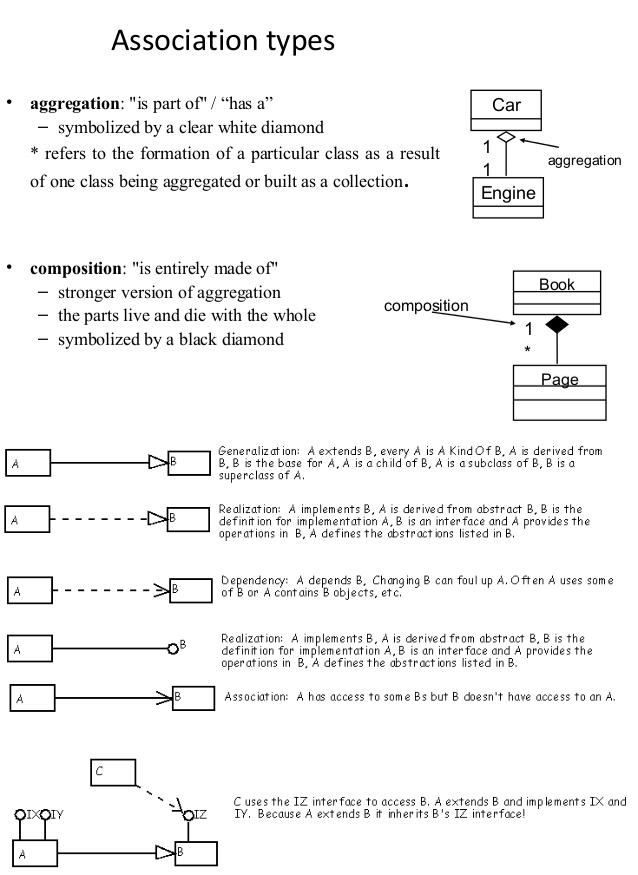 Association types
• aggregation: "is part of" / “has a”
– symbolized by a clear white diamond
* refers to the formation of a particular class as a result
of one class being aggregated or built as a collection.
Car
1
1
aggregation
Engine
• composition: "is entirely made of"
– stronger version of aggregation
– the parts live and die with the whole
– symbolized by a black diamond
Book
composition
1
*
Page
A
B
Generalization: A extends B, every A is A Kind Of B, A is derived from
B, B is the base for A, A is a child of B, A is a subclass of B, B is a
superclass of A.
A
B
Realization: A implements B, A is derived from abstract B, B is the
definition for implementation A, B is an interface and A provides the
operations in B, A defines the abstractions listed in B.
A
B
Dependency: A depends B, Changing B can foul up A. Often A uses some
of B or A contains B objects, etc.
A
B
Realization: A implements B, A is derived from abstract B, B is the
definition for implementation A, B is an interface and A provides the
operations in B, A defines the abstractions listed in B.
A
B
Association: A has access to some Bs but B doesn't have access to an A.
C
IX
IY
IZ
A
B
C uses the IZ interface to access B. A extends B and implements IX and
IY. Because A extends B it inherits B's IZ interface!